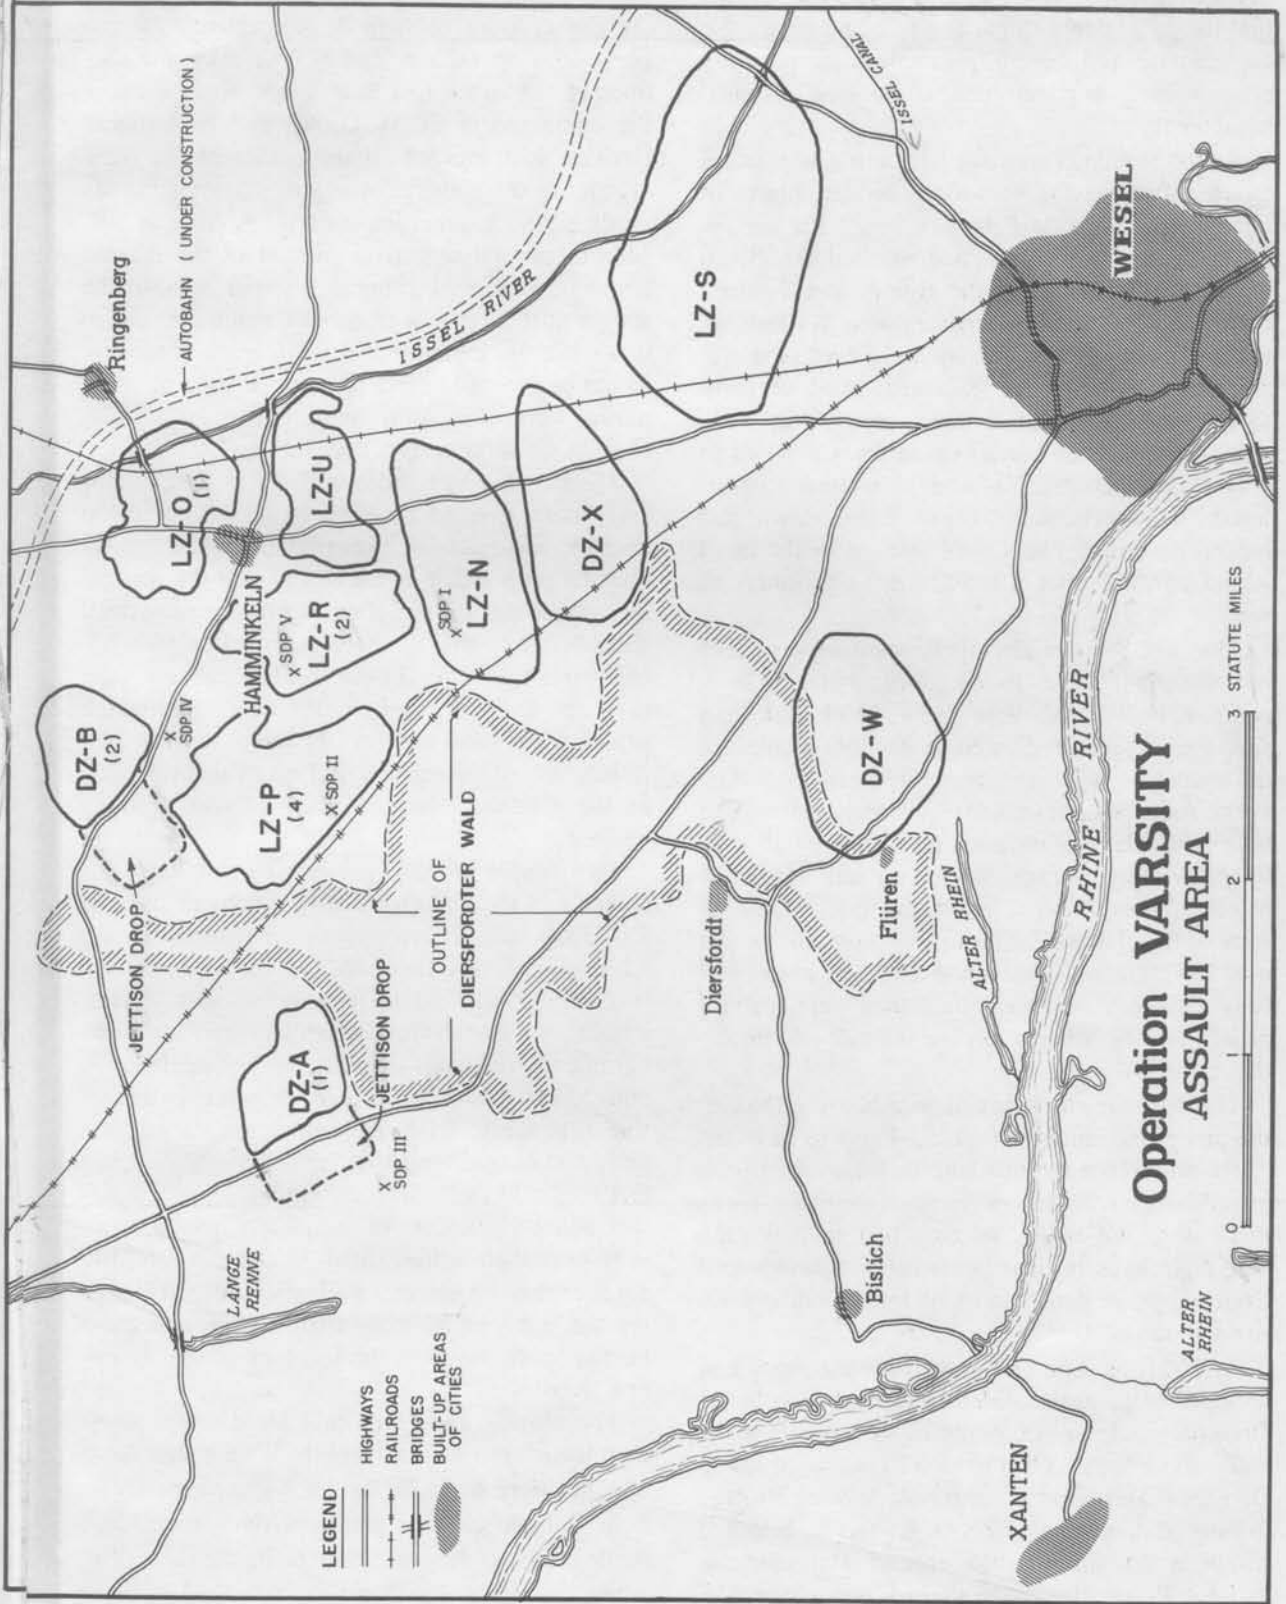 Ringenberg
AUTOBAHN ( UNDER CONSTRUCTION )
ISSEL CANAL
ISSEL RIVER
WESEL
LZ-O
(1)
LZ-U
LZ-S
HAMMINKELN
LZ-R
(2)
X SDP V
X SDP I
LZ-N
DZ-X
DZ-B
(2)
X
SDP IV
LZ-P
(4)
X SDP II
JETTISON DROP
OUTLINE OF
DIERSFORDTER WALD
DZ-W
Flüren
Diersfordt
DZ-A
(1)
JETTISON DROP
X
SDP III
LANGE
RENNE
ALTER RHEIN
RHINE RIVER
Bislich
ALTER
RHEIN
XANTEN
LEGEND
HIGHWAYS
RAILROADS
BRIDGES
BUILT-UP AREAS
OF CITIES
Operation VARSITY
ASSAULT AREA
0 1 2 3 STATUTE MILES